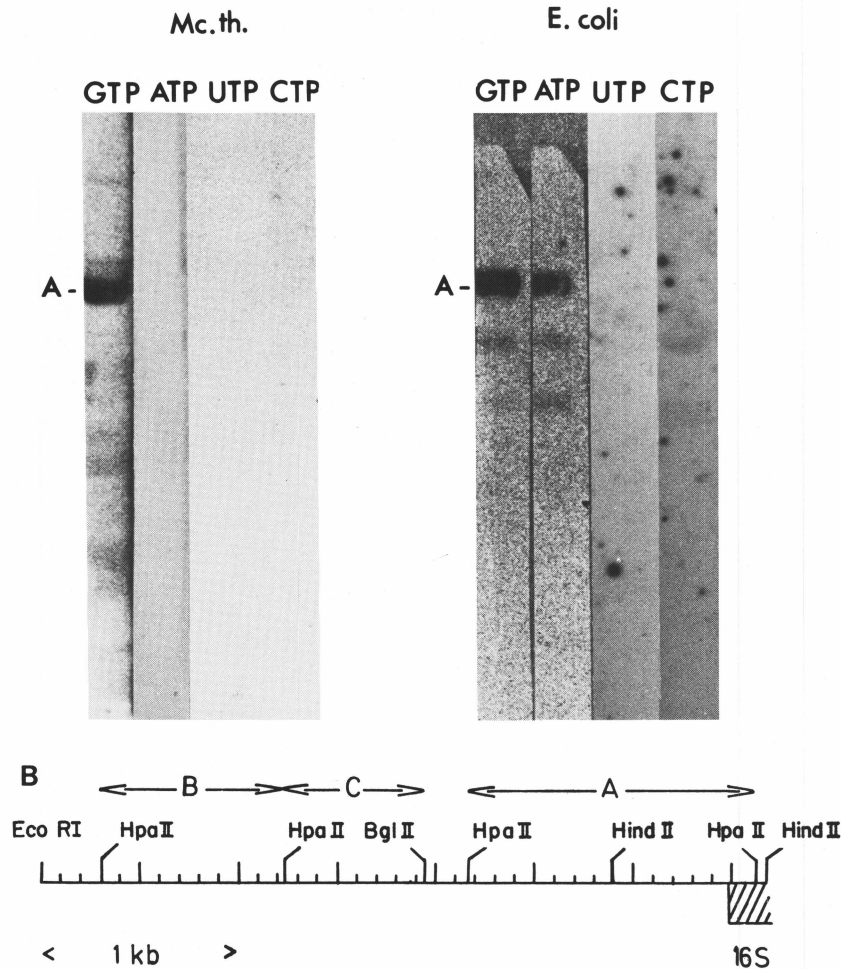 Mc.th.
E. coli
GTP ATP UTP CTP
GTP ATP UTP CTP
A -
A -
B
B
C
A
Eco RI
Hpa II
Hpa II
Bgl II
Hpa II
Hind II
Hpa II
Hind II
< 1 kb >
16S